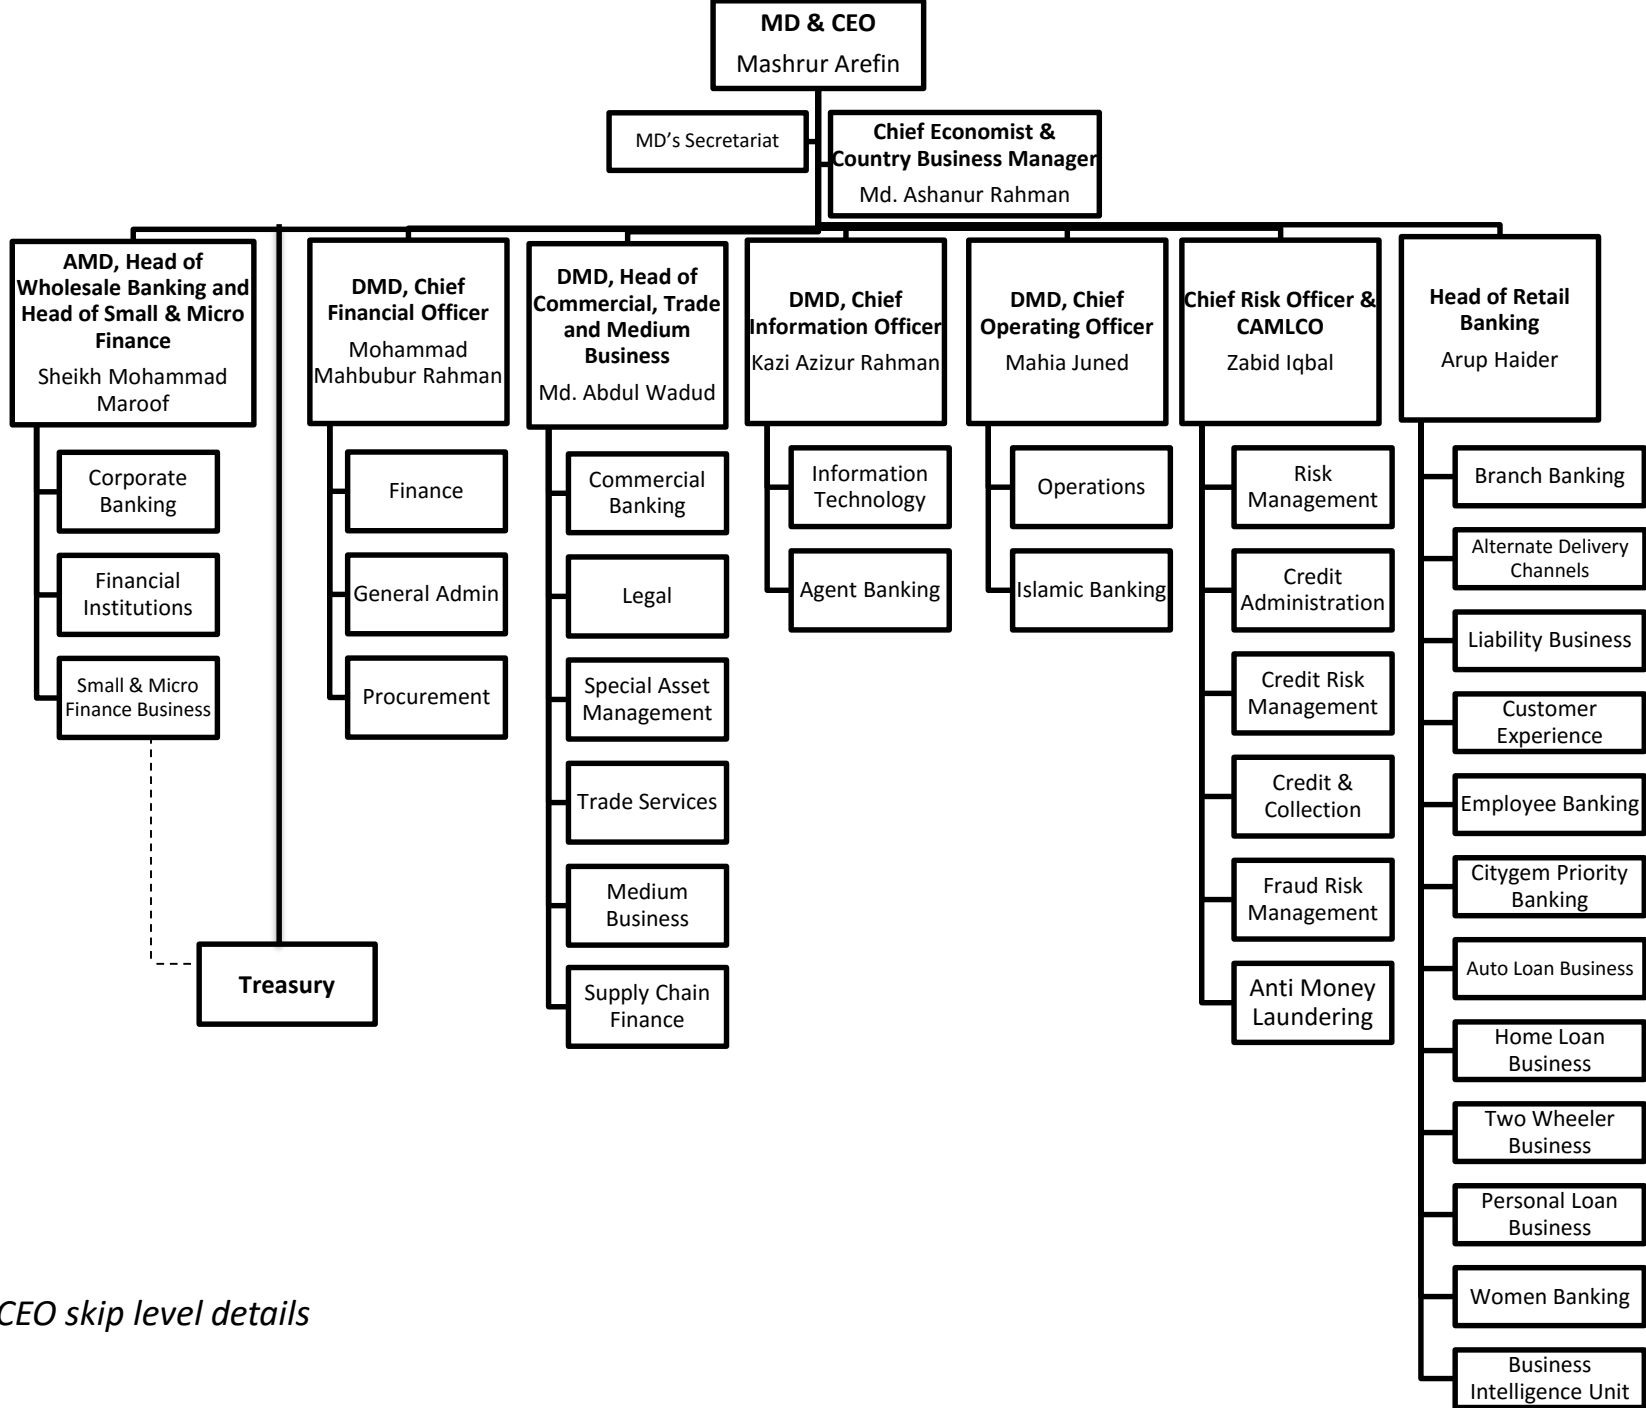 MD & CEO
Mashrur Arefin
MD’s Secretariat
Chief Economist &
Country Business Manager
Md. Ashanur Rahman
AMD, Head of
Wholesale Banking and
Head of Small & Micro
Finance
Sheikh Mohammad
Maroof
Corporate
Banking
Financial
Institutions
Small & Micro
Finance Business
Treasury
DMD, Chief
Financial Officer
Mohammad
Mahbubur Rahman
Finance
General Admin
Procurement
DMD, Head of
Commercial, Trade
and Medium
Business
Md. Abdul Wadud
Commercial
Banking
Legal
Special Asset
Management
Trade Services
Medium
Business
Supply Chain
Finance
DMD, Chief
Information Officer
Kazi Azizur Rahman
Information
Technology
Agent Banking
DMD, Chief
Operating Officer
Mahia Juned
Operations
Islamic Banking
Chief Risk Officer &
CAMLCO
Zabid Iqbal
Risk
Management
Credit
Administration
Credit Risk
Management
Credit &
Collection
Fraud Risk
Management
Anti Money
Laundering
Head of Retail
Banking
Arup Haider
Branch Banking
Alternate Delivery
Channels
Liability Business
Customer
Experience
Employee Banking
Citygem Priority
Banking
Auto Loan Business
Home Loan
Business
Two Wheeler
Business
Personal Loan
Business
Women Banking
Business
Intelligence Unit
CEO skip level details